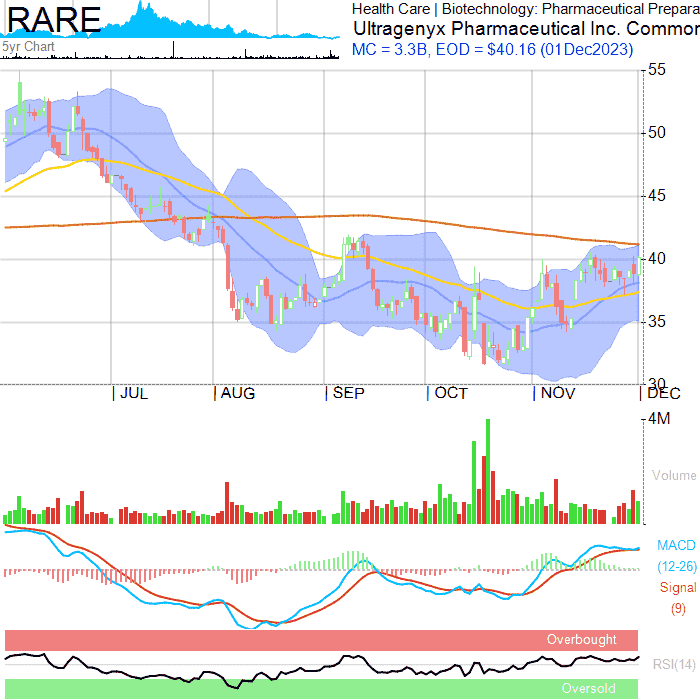 RARE
Health Care | Biotechnology: Pharmaceutical Prepara
Ultragenyx Pharmaceutical Inc. Common
5yr Chart
MC = 3.3B, EOD = $40.16 (01Dec2023)
55
50
45
40
35
30
JUL AUG SEP OCT NOV DEC
4M
Volume
MACD
(12-26)
Signal
(9)
Overbought
RSI(14)
Oversold